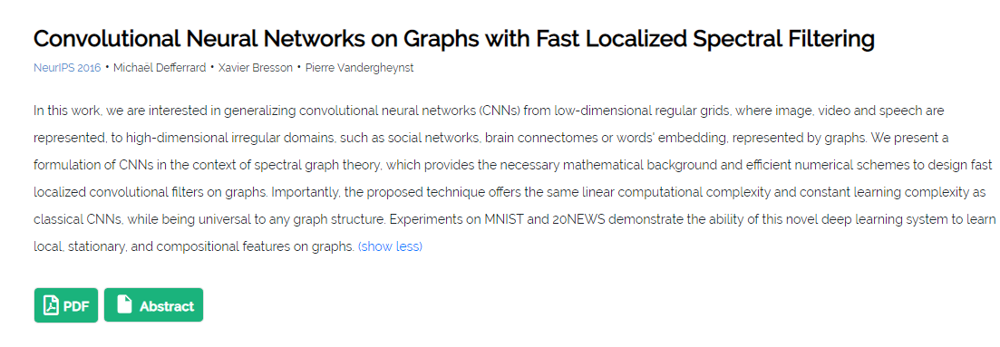 Convolutional Neural Networks on Graphs with Fast Localized Spectral Filtering
NeurIPS 2016 • Michaël Defferrard • Xavier Bresson • Pierre Vandergheynst
In this work, we are interested in generalizing convolutional neural networks (CNNs) from low-dimensional regular grids, where image, video and speech are
represented, to high-dimensional irregular domains, such as social networks, brain connectomes or words' embedding, represented by graphs. We present a
formulation of CNNs in the context of spectral graph theory, which provides the necessary mathematical background and efficient numerical schemes to design fast
localized convolutional filters on graphs. Importantly, the proposed technique offers the same linear computational complexity and constant learning complexity as
classical CNNs, while being universal to any graph structure. Experiments on MNIST and 20NEWS demonstrate the ability of this novel deep learning system to learn
local, stationary, and compositional features on graphs. (show less)
PDF Abstract